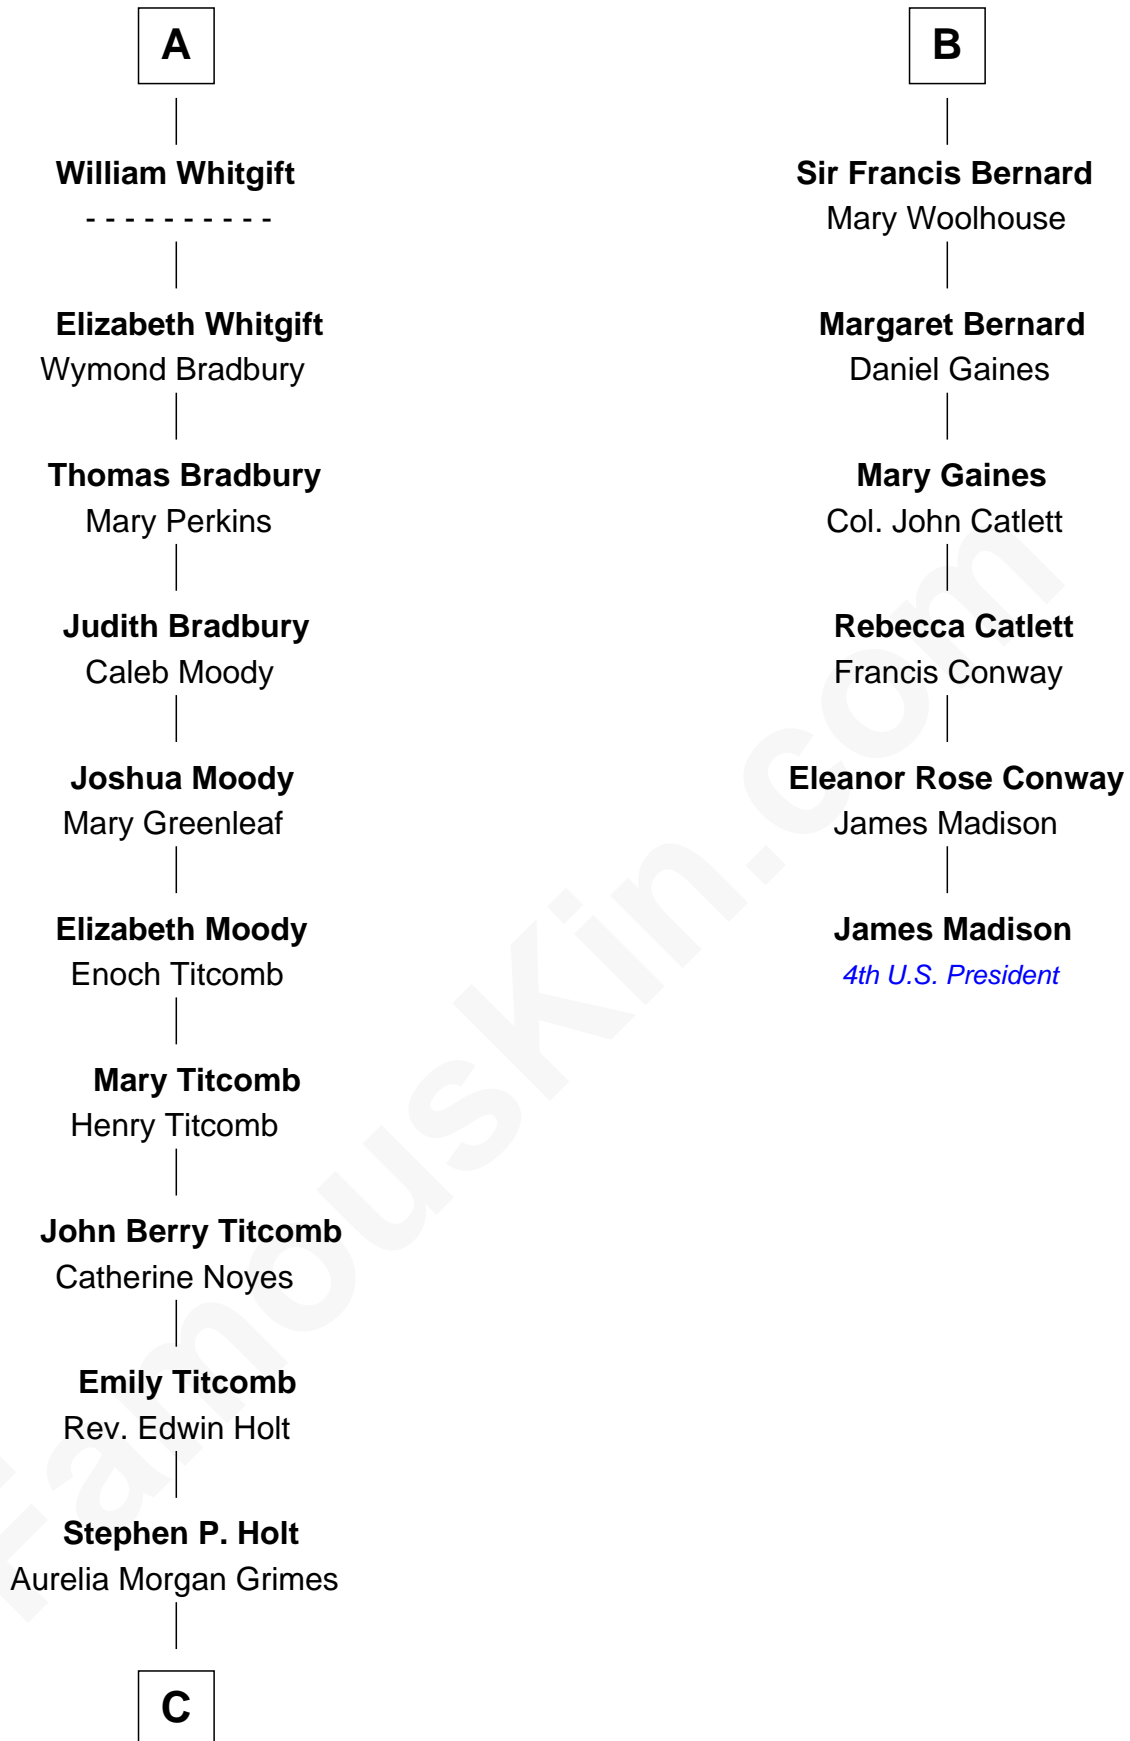 A
William Whitgift
- - - - - - - - - -
Elizabeth Whitgift
Wymond Bradbury
Thomas Bradbury
Mary Perkins
Judith Bradbury
Caleb Moody
Joshua Moody
Mary Greenleaf
Elizabeth Moody
Enoch Titcomb
Mary Titcomb
Henry Titcomb
John Berry Titcomb
Catherine Noyes
Emily Titcomb
Rev. Edwin Holt
Stephen P. Holt
Aurelia Morgan Grimes
C
B
Sir Francis Bernard
Mary Woolhouse
Margaret Bernard
Daniel Gaines
Mary Gaines
Col. John Catlett
Rebecca Catlett
Francis Conway
Eleanor Rose Conway
James Madison
James Madison
4th U.S. President
FamousKin.com